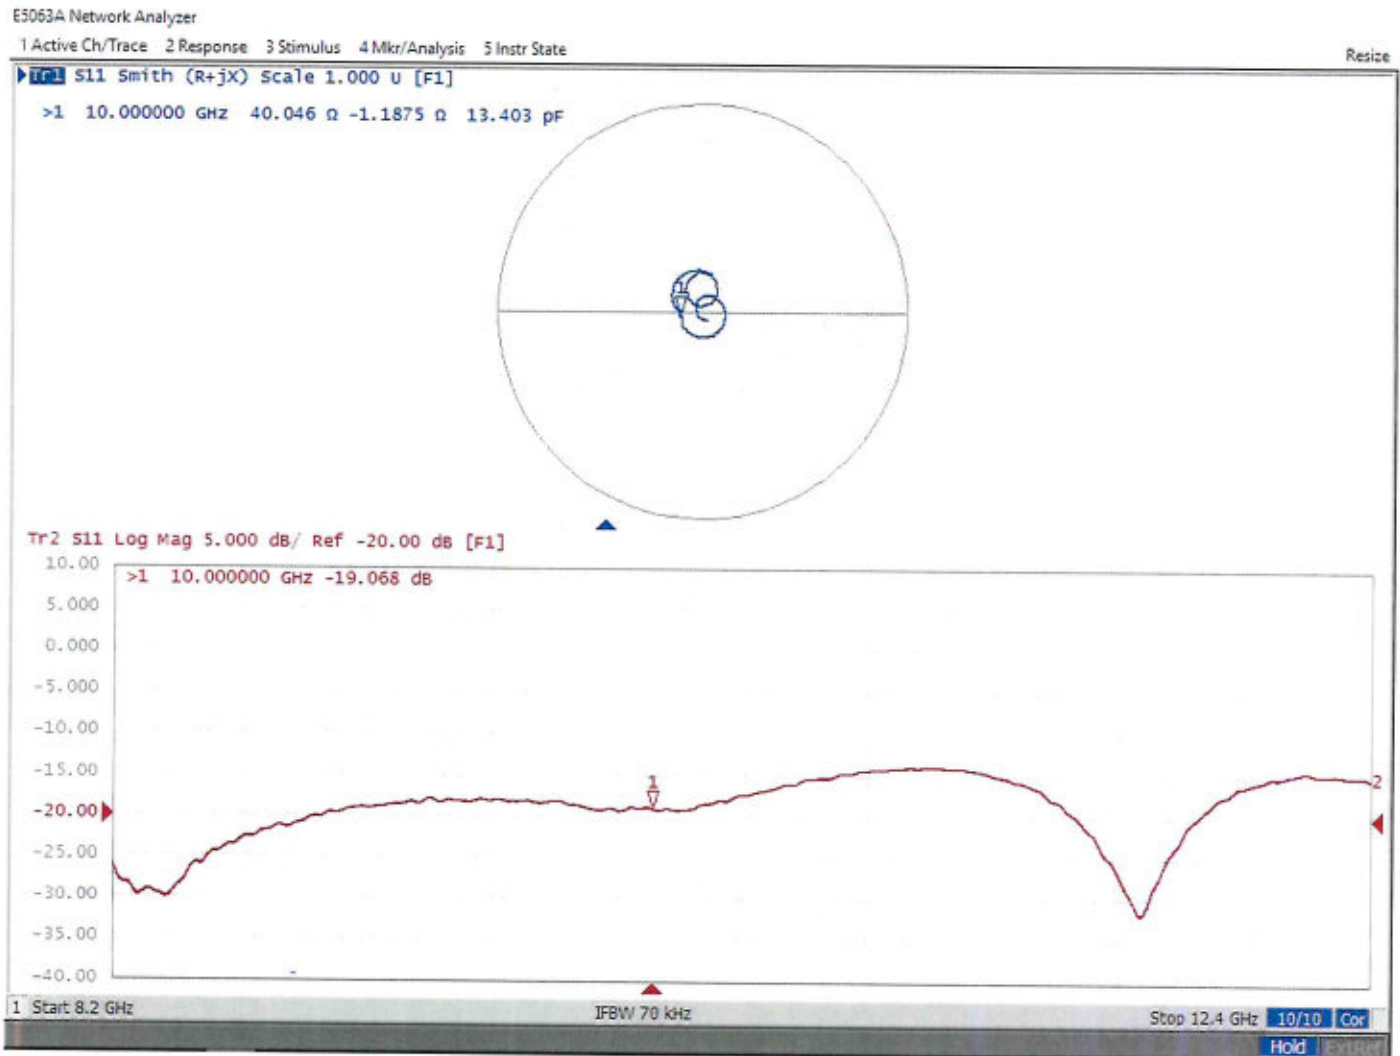 E5063A Network Analyzer
1 Active Ch/Trace 2 Response 3 Stimulus 4 Mkr/Analysis 5 Instr State
Resize
Tr1 S11 Smith (R+jX) Scale 1.000 U [F1]
>1 10.000000 GHz 40.046 Ω -1.1875 Ω 13.403 pF
1
Tr2 S11 Log Mag 5.000 dB/ Ref -20.00 dB [F1]
10.00
>1 10.000000 GHz -19.068 dB
5.000
0.000
-5.000
-10.00
-15.00
1
2
-20.00
-25.00
-30.00
-35.00
-40.00
1 Start 8.2 GHz
IFBW 70 kHz
Stop 12.4 GHz 10/10 Cor
Hold ExtRef